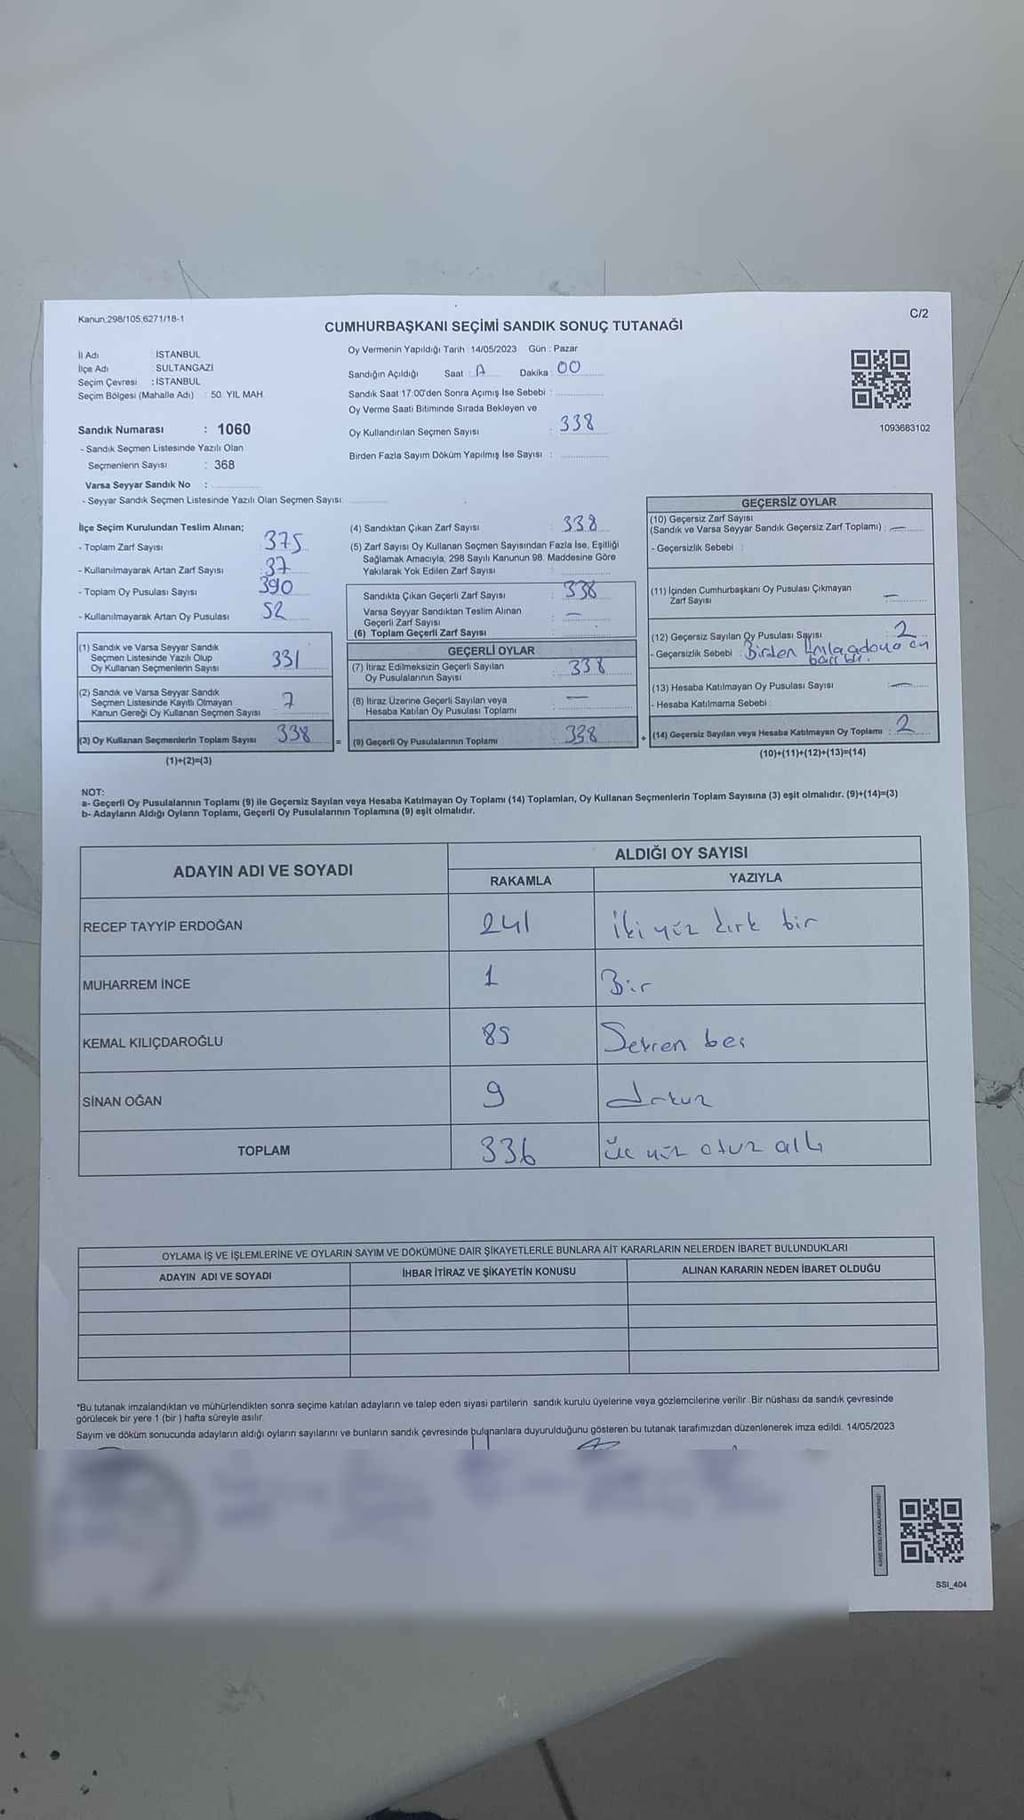 Kanun.298/105,6271/18-1
C/2
CUMHURBAŞKANI SEÇİMİ SANDIK SONUÇ TUTANAĞI
İl Adı İSTANBUL
İlçe Adı SULTANGAZİ
Seçim Çevresi : İSTANBUL
Seçim Bölgesi (Mahalle Adı) : 50. YIL MAH
Sandık Numarası : 1060
- Sandık Seçmen Listesinde Yazılı Olan
Seçmenlerin Sayısı : 368
Varsa Seyyar Sandık No :
- Seyyar Sandık Seçmen Listesinde Yazılı Olan Seçmen Sayısı:
Oy Vermenin Yapıldığı Tarih : 14/05/2023 Gün : Pazar
Sandığın Açıldığı Saat : Dakika : 00
Sandık Saat 17.00'den Sonra Açımış İse Sebebi :
Oy Verme Saati Bitiminde Sırada Bekleyen ve
Oy Kullandırılan Seçmen Sayısı : 338
Birden Fazla Sayım Döküm Yapılmış İse Sayısı :
1093683102
İlçe Seçim Kurulundan Teslim Alınan;
- Toplam Zarf Sayısı : 375
- Kullanılmayarak Artan Zarf Sayısı : 37
- Toplam Oy Pusulası Sayısı : 390
- Kullanılmayarak Artan Oy Pusulası : 52
(1) Sandık ve Varsa Seyyar Sandık
Seçmen Listesinde Yazılı Olup
Oy Kullanan Seçmenlerin Sayısı 331
(2) Sandık ve Varsa Seyyar Sandık
Seçmen Listesinde Kayıtlı Olmayan
Kanun Gereği Oy Kullanan Seçmen Sayısı 7
(3) Oy Kullanan Seçmenlerin Toplam Sayısı 338
(1)+(2)=(3)
(4) Sandıktan Çıkan Zarf Sayısı : 338
(5) Zarf Sayısı Oy Kullanan Seçmen Sayısından Fazla İse, Eşitliği
Sağlamak Amacıyla, 298 Sayılı Kanunun 98. Maddesine Göre
Yakılarak Yok Edilen Zarf Sayısı :
Sandıkta Çıkan Geçerli Zarf Sayısı : 338
Varsa Seyyar Sandıktan Teslim Alınan
Geçerli Zarf Sayısı : —
(6) Toplam Geçerli Zarf Sayısı :
GEÇERLİ OYLAR
(7) İtiraz Edilmeksizin Geçerli Sayılan
Oy Pusulalarının Sayısı : 338
(8) İtiraz Üzerine Geçerli Sayılan veya
Hesaba Katılan Oy Pusulası Toplamı : —
= (9) Geçerli Oy Pusulalarının Toplamı : 338
GEÇERSİZ OYLAR
(10) Geçersiz Zarf Sayısı
(Sandık ve Varsa Seyyar Sandık Geçersiz Zarf Toplamı) : —
- Geçersizlik Sebebi :
(11) İçinden Cumhurbaşkanı Oy Pusulası Çıkmayan
Zarf Sayısı : —
(12) Geçersiz Sayılan Oy Pusulası Sayısı : 2
- Geçersizlik Sebebi : Birden
(13) Hesaba Katılmayan Oy Pusulası Sayısı : —
- Hesaba Katılmama Sebebi :
+ (14) Geçersiz Sayılan veya Hesaba Katılmayan Oy Toplamı : 2
(10)+(11)+(12)+(13)=(14)
NOT:
a- Geçerli Oy Pusulalarının Toplamı (9) ile Geçersiz Sayılan veya Hesaba Katılmayan Oy Toplamı (14) Toplamları, Oy Kullanan Seçmenlerin Toplam Sayısına (3) eşit olmalıdır. (9)+(14)=(3)
b- Adayların Aldığı Oyların Toplamı, Geçerli Oy Pusulalarının Toplamına (9) eşit olmalıdır.
ADAYIN ADI VE SOYADI ALDIĞI OY SAYISI
RAKAMLA YAZIYLA
RECEP TAYYİP ERDOĞAN 241 İki yüz kırk bir
MUHARREM İNCE 1 Bir
KEMAL KILIÇDAROĞLU 85 Seksen beş
SİNAN OĞAN 9 dokuz
TOPLAM 336 üç yüz otuz altı
OYLAMA İŞ VE İŞLEMLERİNE VE OYLARIN SAYIM VE DÖKÜMÜNE DAİR ŞİKAYETLERLE BUNLARA AİT KARARLARIN NELERDEN İBARET BULUNDUKLARI
ADAYIN ADI VE SOYADI İHBAR İTİRAZ VE ŞİKAYETİN KONUSU ALINAN KARARIN NEDEN İBARET OLDUĞU
*Bu tutanak imzalandıktan ve mühürlendikten sonra seçime katılan adayların ve talep eden siyasi partilerin sandık kurulu üyelerine veya gözlemcilerine verilir. Bir nüshası da sandık çevresinde
görülecek bir yere 1 (bir) hafta süreyle asılır.
Sayım ve döküm sonucunda adayların aldığı oyların sayılarını ve bunların sandık çevresinde bulunanlara duyurulduğunu gösteren bu tutanak tarafımızdan düzenlenerek imza edildi. 14/05/2023
SSI_404